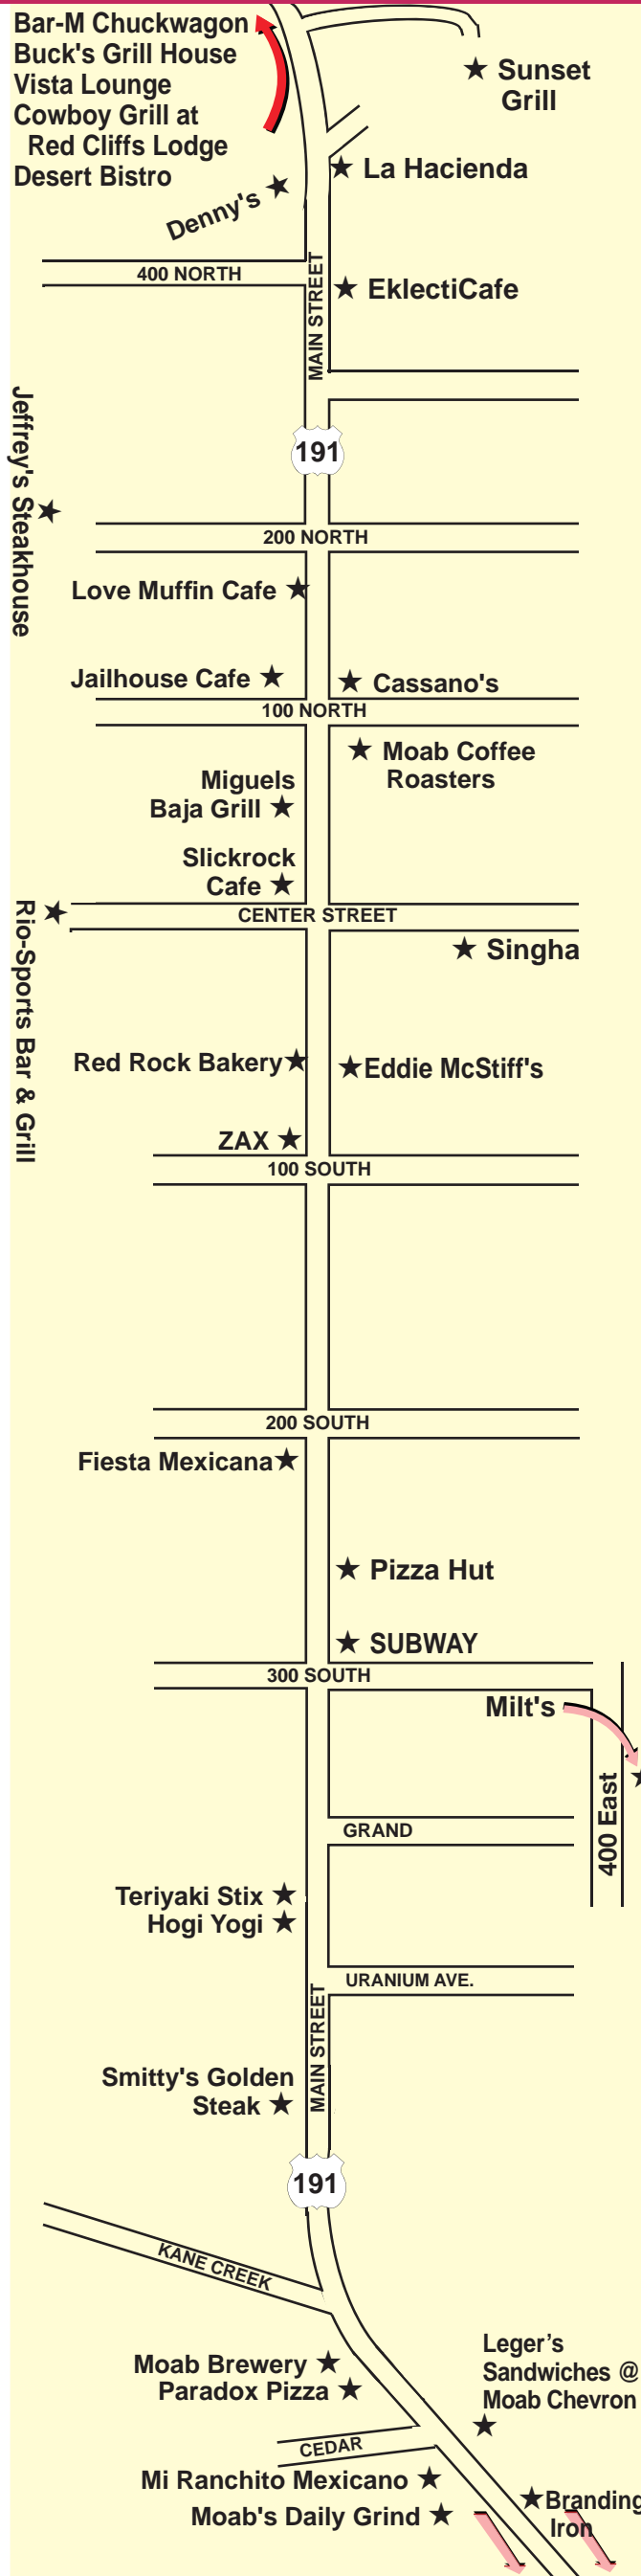 Bar-M Chuckwagon
Buck's Grill House
Vista Lounge
Cowboy Grill at
Red Cliffs Lodge
Desert Bistro
Sunset
Grill
La Hacienda
Denny's
400 NORTH
MAIN STREET
EklectiCafe
Jeffrey's Steakhouse
191
200 NORTH
Love Muffin Cafe
Jailhouse Cafe
Cassano's
100 NORTH
Moab Coffee
Roasters
Miguels
Baja Grill
Slickrock
Cafe
Rio-Sports Bar & Grill
CENTER STREET
Singha
Red Rock Bakery
Eddie McStiff's
ZAX
100 SOUTH
200 SOUTH
Fiesta Mexicana
Pizza Hut
SUBWAY
300 SOUTH
Milt's
400 East
GRAND
Teriyaki Stix
Hogi Yogi
URANIUM AVE.
MAIN STREET
Smitty's Golden
Steak
191
KANE CREEK
Moab Brewery
Paradox Pizza
Leger’s
Sandwiches @
Moab Chevron
CEDAR
Mi Ranchito Mexicano
Moab's Daily Grind
Branding
Iron